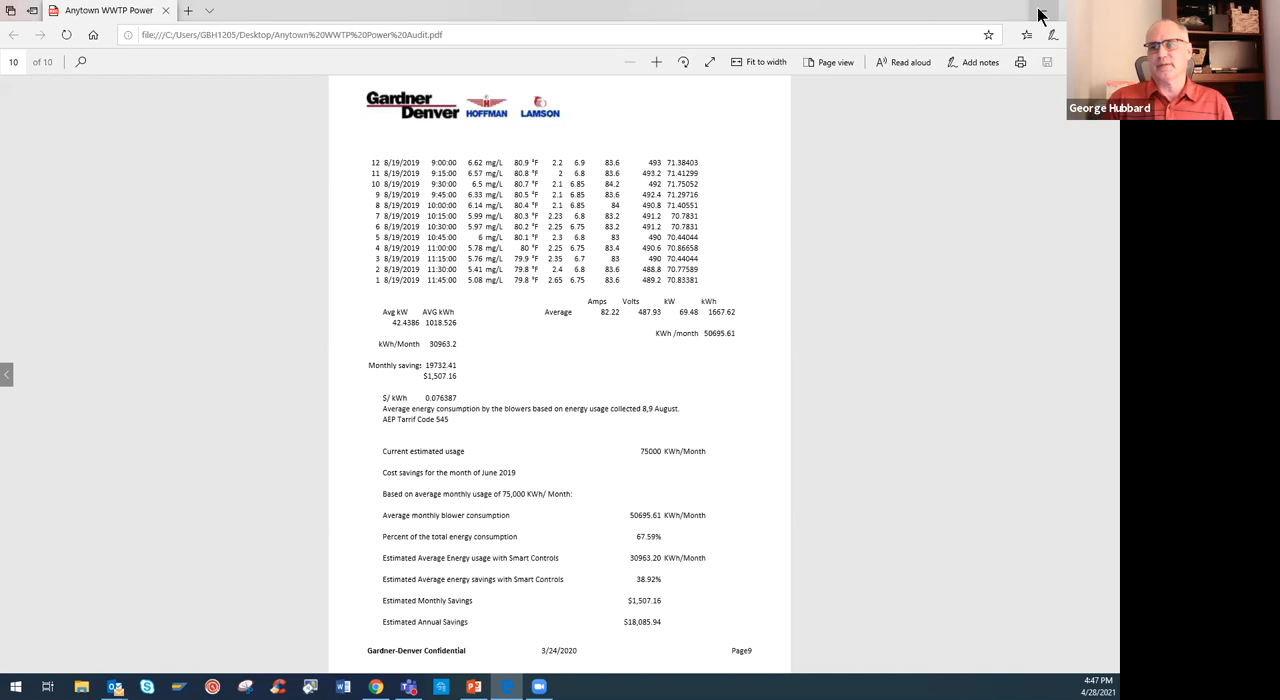 Anytown WWTP Power
file:///C:/Users/GBH1205/Desktop/Anytown%20WWTP%20Power%20Audit.pdf
10 of 10
Fit to width
Page view
Read aloud
Add notes
George Hubbard
Gardner Denver
HOFFMAN
LAMSON
12 8/19/2019 9:00:00 6.62 mg/L 80.9 °F 2.2 6.9 83.6 493 71.38403
11 8/19/2019 9:15:00 6.57 mg/L 80.8 °F 2 6.8 83.6 493.2 71.41299
10 8/19/2019 9:30:00 6.5 mg/L 80.7 °F 2.1 6.85 84.2 492 71.75052
9 8/19/2019 9:45:00 6.33 mg/L 80.5 °F 2.1 6.85 83.6 492.4 71.29716
8 8/19/2019 10:00:00 6.14 mg/L 80.4 °F 2.1 6.85 84 490.8 71.40551
7 8/19/2019 10:15:00 5.99 mg/L 80.3 °F 2.23 6.8 83.2 491.2 70.7831
6 8/19/2019 10:30:00 5.97 mg/L 80.2 °F 2.25 6.75 83.2 491.2 70.7831
5 8/19/2019 10:45:00 6 mg/L 80.1 °F 2.3 6.8 83 490 70.44044
4 8/19/2019 11:00:00 5.78 mg/L 80 °F 2.25 6.75 83.4 490.6 70.86658
3 8/19/2019 11:15:00 5.76 mg/L 79.9 °F 2.35 6.7 83 490 70.44044
2 8/19/2019 11:30:00 5.41 mg/L 79.8 °F 2.4 6.8 83.6 488.8 70.77589
1 8/19/2019 11:45:00 5.08 mg/L 79.8 °F 2.65 6.75 83.6 489.2 70.83381
Amps Volts kW kWh
Avg kW AVG kWh Average 82.22 487.93 69.48 1667.62
42.4386 1018.526
KWh /month 50695.61
kWh/Month 30963.2
Monthly savings 19732.41
$1,507.16
$/ kWh 0.076387
Average energy consumption by the blowers based on energy usage collected 8,9 August.
AEP Tarrif Code 545
Current estimated usage 75000 KWh/Month
Cost savings for the month of June 2019
Based on average monthly usage of 75,000 KWh/ Month:
Average monthly blower consumption 50695.61 KWh/Month
Percent of the total energy consumption 67.59%
Estimated Average Energy usage with Smart Controls 30963.20 KWh/Month
Estimated Average energy savings with Smart Controls 38.92%
Estimated Monthly Savings $1,507.16
Estimated Annual Savings $18,085.94
Gardner-Denver Confidential 3/24/2020 Page9
4:47 PM
4/28/2021